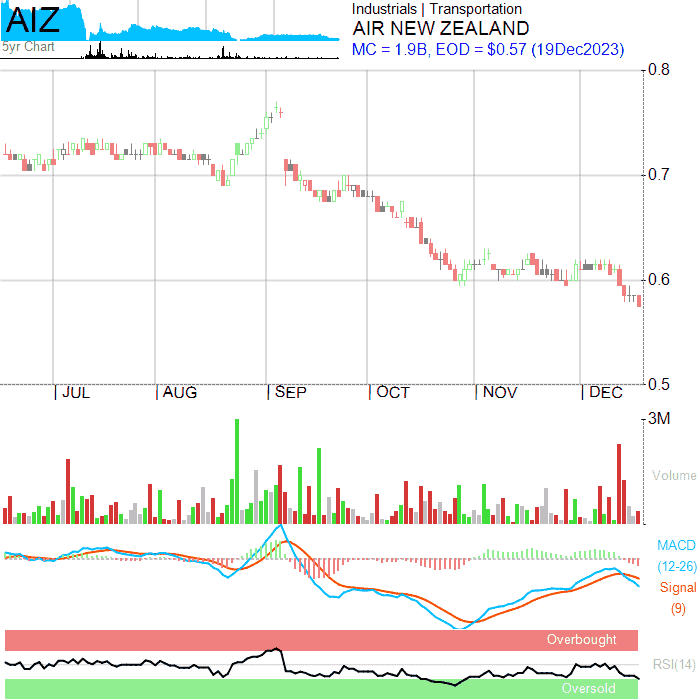 AIZ
5yr Chart
Industrials | Transportation
AIR NEW ZEALAND
MC = 1.9B, EOD = $0.57 (19Dec2023)
0.8
0.7
0.6
0.5
JUL
AUG
SEP
OCT
NOV
DEC
3M
Volume
MACD
(12-26)
Signal
(9)
Overbought
RSI(14)
Oversold